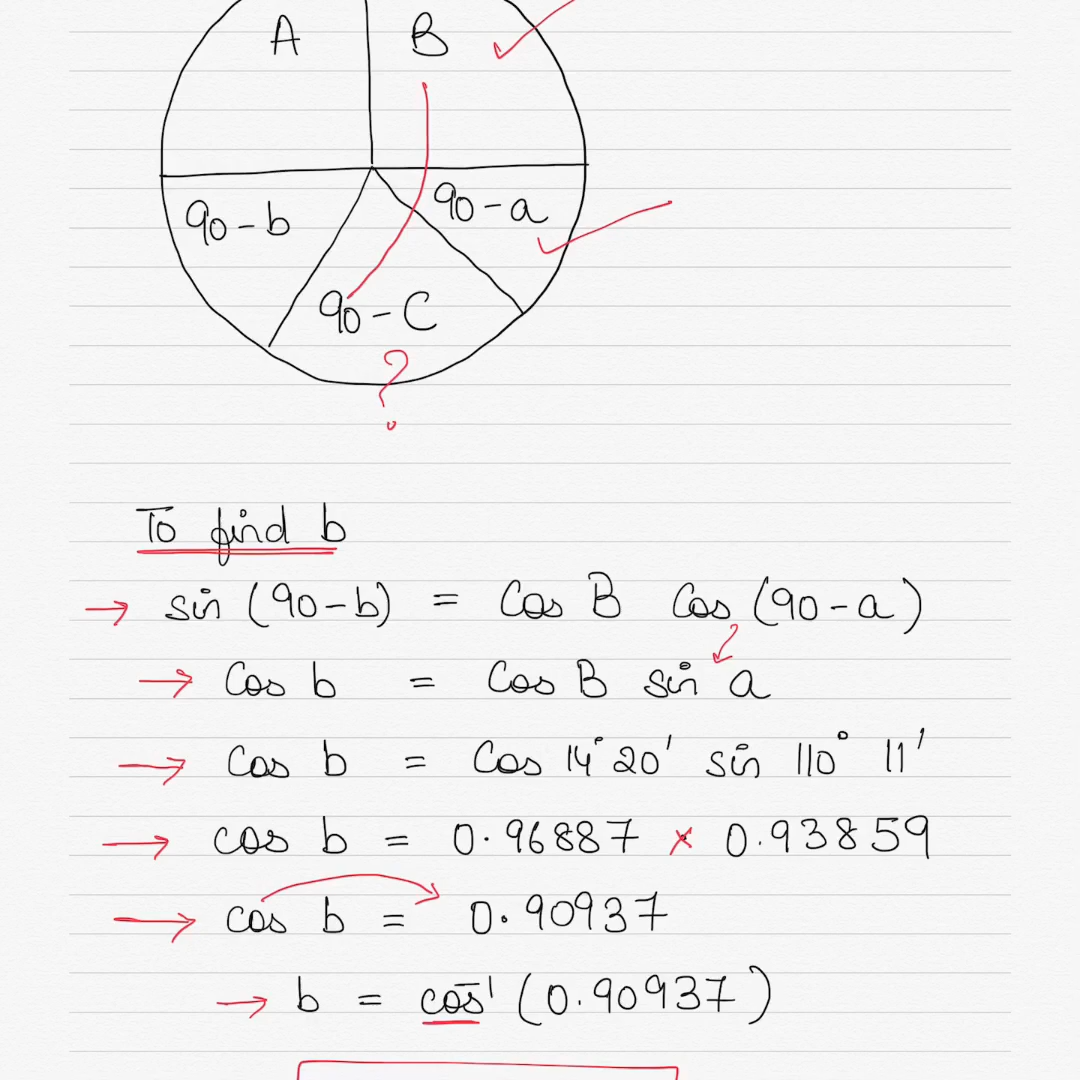 A B
90-b 90-a
90-C
?
To find b
→ sin (90-b) = Cos B Cos (90-a)
→ Cos b = Cos B sin a
→ Cos b = Cos 14° 20' sin 110° 11'
→ cos b = 0.96887 × 0.93859
→ cos b = 0.90937
→ b = cos⁻¹ (0.90937)